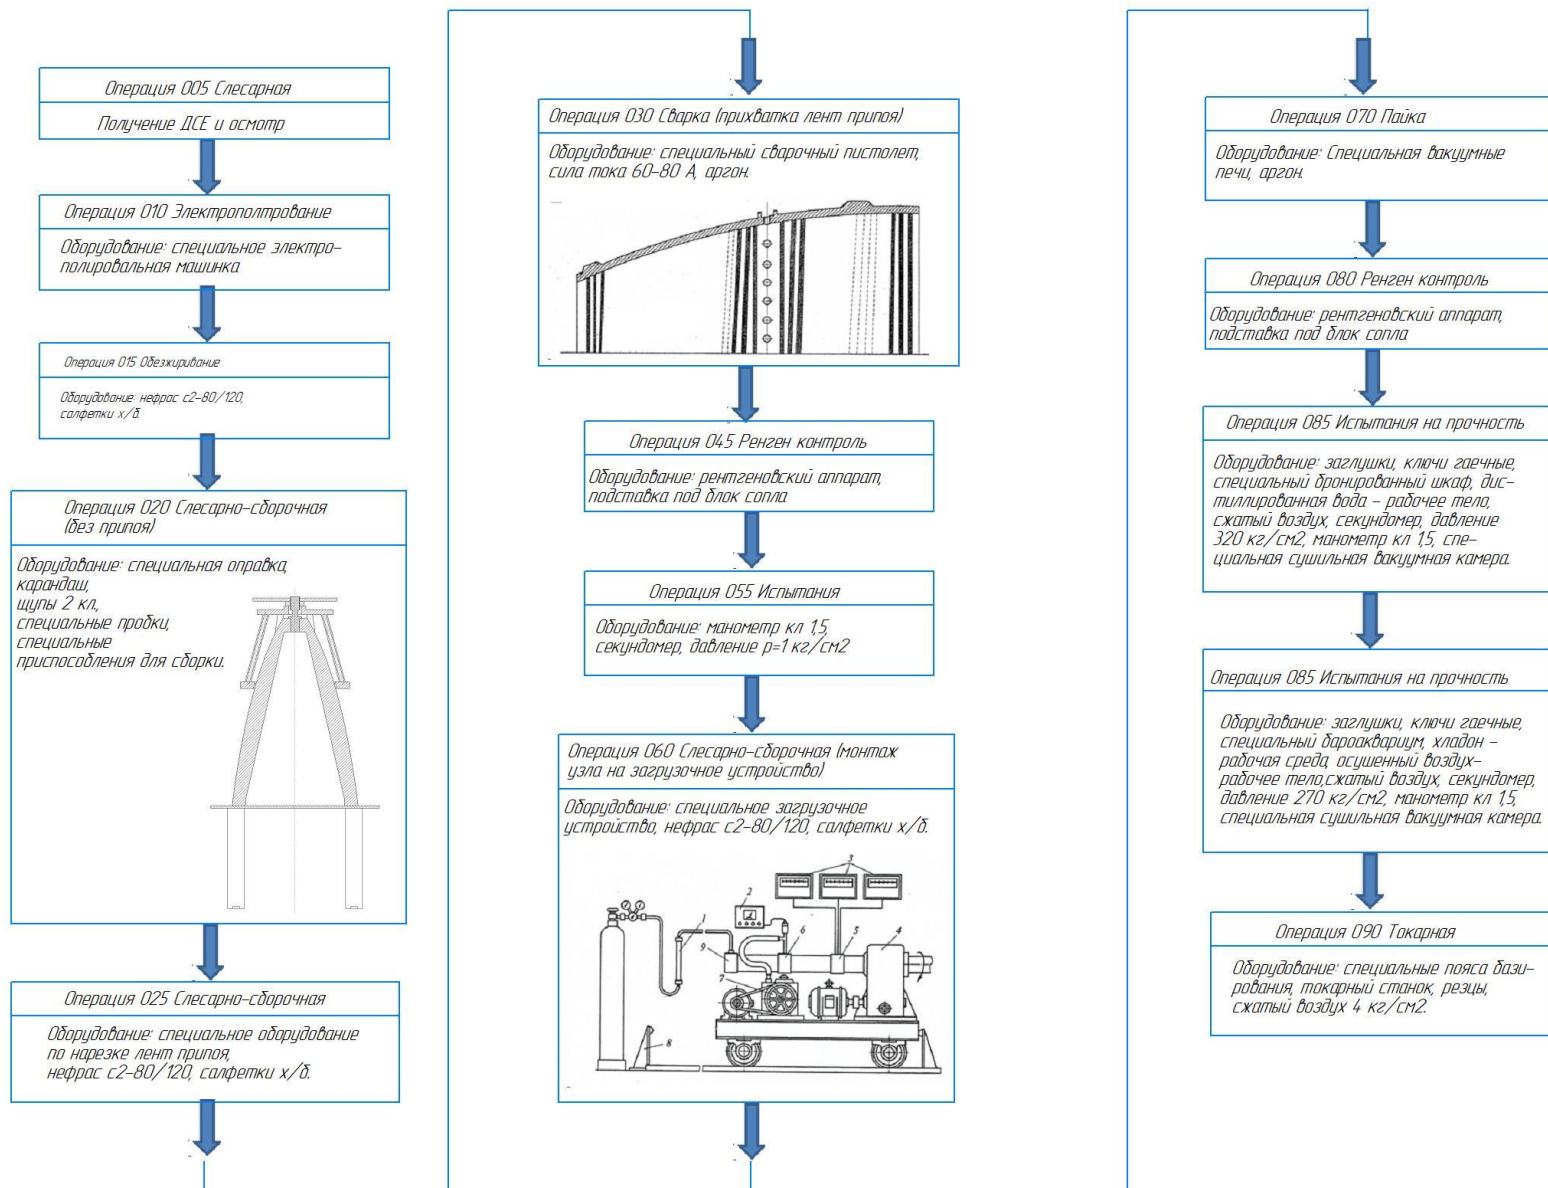 Операция 005 Слесарная
Получение ДСЕ и осмотр
Операция 010 Электрополтрование
Оборудование: специальное электро-
полировальная машинка
Операция 015 Обезжиривание
Оборудование: нефрас с2-80/120,
салфетки х/б.
Операция 020 Слесарно-сборочная
(без припоя)
Оборудование: специальная оправка,
карандаш,
щупы 2 кл.,
специальные пробки,
специальные
приспособления для сборки.
Операция 025 Слесарно-сборочная
Оборудование: специальное обарудование
по нарезке лент припоя,
нефрас с2-80/120, салфетки х/б.
Операция 030 Сварка (прихватка лент припоя)
Оборудование: специальный сварочный пистолет,
сила тока 60-80 А, аргон.
Операция 045 Ренген контроль
Оборудование: рентгеновский аппарат,
подставка под блок сопла
Операция 055 Испытания
Оборудование: манометр кл 1,5,
секундомер, давление р=1 кг/см2
Операция 060 Слесарно-сборочная (монтаж
узла на загрузочное устройство)
Оборудование: специальное загрузочное
устройство, нефрас с2-80/120, салфетки х/б.
3
2
1
9
6
5
4
7
8
Операция 070 Пайка
Оборудование: Специальная вакуумные
печи, аргон.
Операция 080 Ренген контроль
Оборудование: рентгеновский аппарат,
подставка под блок сопла
Операция 085 Испытания на прочность
Оборудование: заглушки, ключи гаечные,
специальный бронированный шкаф, дис-
тиллированная вода - рабочее тело,
сжатый воздух, секундомер, давление
320 кг/см2, манометр кл 1,5, спе-
циальная сушильная вакуумная камера.
Операция 085 Испытания на прочность
Оборудование: заглушки, ключи гаечные,
специальный бароаквариум, хладон -
рабочая среда, осушенный воздух-
рабочее тело,сжатый воздух, секундомер,
давление 270 кг/см2, манометр кл 1,5,
специальная сушильная вакуумная камера.
Операция 090 Токарная
Оборудование: специальные пояса бази-
рования, токарный станок, резцы,
сжатый воздух 4 кг/см2.